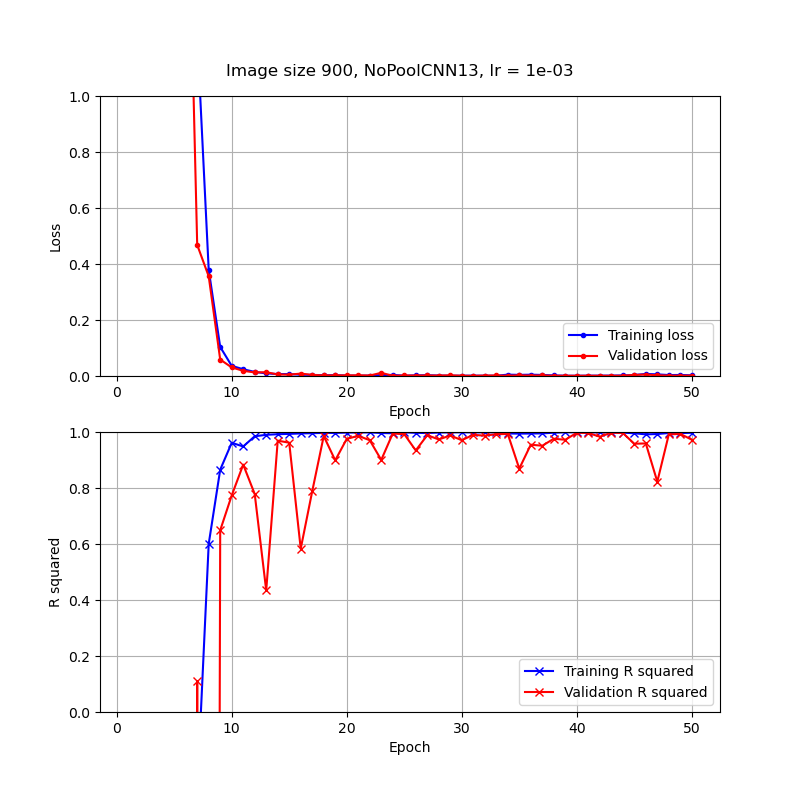 Image size 900, NoPoolCNN13, lr = 1e-03
1.0
0.8
0.6
0.4
0.2
0.0
Loss
Training loss
Validation loss
0 10 20 30 40 50
Epoch
1.0
0.8
0.6
0.4
0.2
0.0
R squared
Training R squared
Validation R squared
0 10 20 30 40 50
Epoch